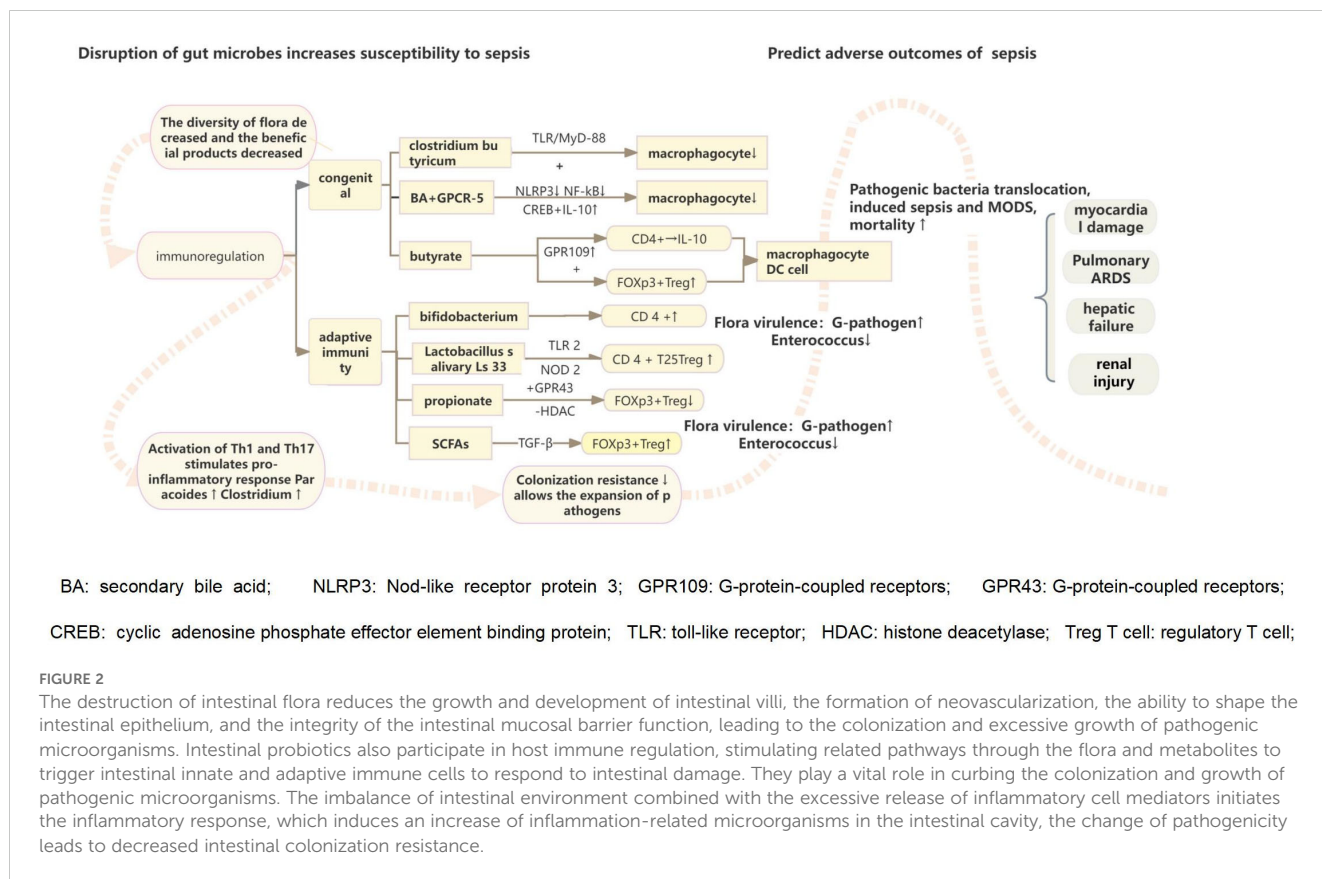 Disruption of gut microbes increases susceptibility to sepsis
Predict adverse outcomes of sepsis
The diversity of flora de
creased and the benefic
ial products decreased
immunoregulation
congenit
al
clostridium bu
tyricum
TLR/MyD-88
+
macrophagocyte↓
BA+GPCR-5
NLRP3↓ NF-kB↓
CREB+IL-10↑
macrophagocyte↓
butyrate
GPR109↑
+
CD4+→IL-10
FOXp3+Treg↑
macrophagocyte
DC cell
adaptive
immuni
ty
bifidobacterium
CD 4 +↑
Lactobacillus s
alivary Ls 33
TLR 2
NOD 2
CD 4 + T25Treg ↑
propionate
+GPR43
-HDAC
FOXp3+Treg↓
SCFAs
TGF-β
FOXp3+Treg↑
Flora virulence: G-pathogen↑
Enterococcus↓
Flora virulence: G-pathogen↑
Enterococcus↓
Activation of Th1 and Th17
stimulates pro-
inflammatory response Par
acoides ↑ Clostridium ↑
Colonization resistance ↓
allows the expansion of p
athogens
Pathogenic bacteria translocation,
induced sepsis and MODS,
mortality ↑
myocardia
l damage
Pulmonary
ARDS
hepatic
failure
renal
injury
BA: secondary bile acid; NLRP3: Nod-like receptor protein 3; GPR109: G-protein-coupled receptors; GPR43: G-protein-coupled receptors;
CREB: cyclic adenosine phosphate effector element binding protein; TLR: toll-like receptor; HDAC: histone deacetylase; Treg T cell: regulatory T cell;
FIGURE 2
The destruction of intestinal flora reduces the growth and development of intestinal villi, the formation of neovascularization, the ability to shape the
intestinal epithelium, and the integrity of the intestinal mucosal barrier function, leading to the colonization and excessive growth of pathogenic
microorganisms. Intestinal probiotics also participate in host immune regulation, stimulating related pathways through the flora and metabolites to
trigger intestinal innate and adaptive immune cells to respond to intestinal damage. They play a vital role in curbing the colonization and growth of
pathogenic microorganisms. The imbalance of intestinal environment combined with the excessive release of inflammatory cell mediators initiates
the inflammatory response, which induces an increase of inflammation-related microorganisms in the intestinal cavity, the change of pathogenicity
leads to decreased intestinal colonization resistance.